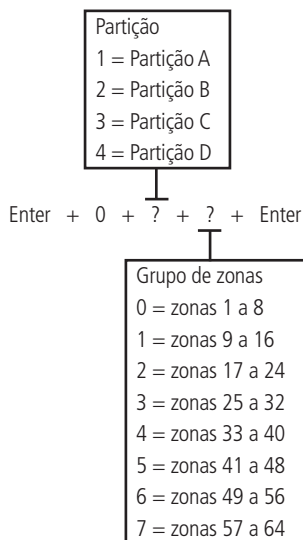 Partição
1 = Partição A
2 = Partição B
3 = Partição C
4 = Partição D
Enter + 0 + ? + ? + Enter
Grupo de zonas
0 = zonas 1 a 8
1 = zonas 9 a 16
2 = zonas 17 a 24
3 = zonas 25 a 32
4 = zonas 33 a 40
5 = zonas 41 a 48
6 = zonas 49 a 56
7 = zonas 57 a 64